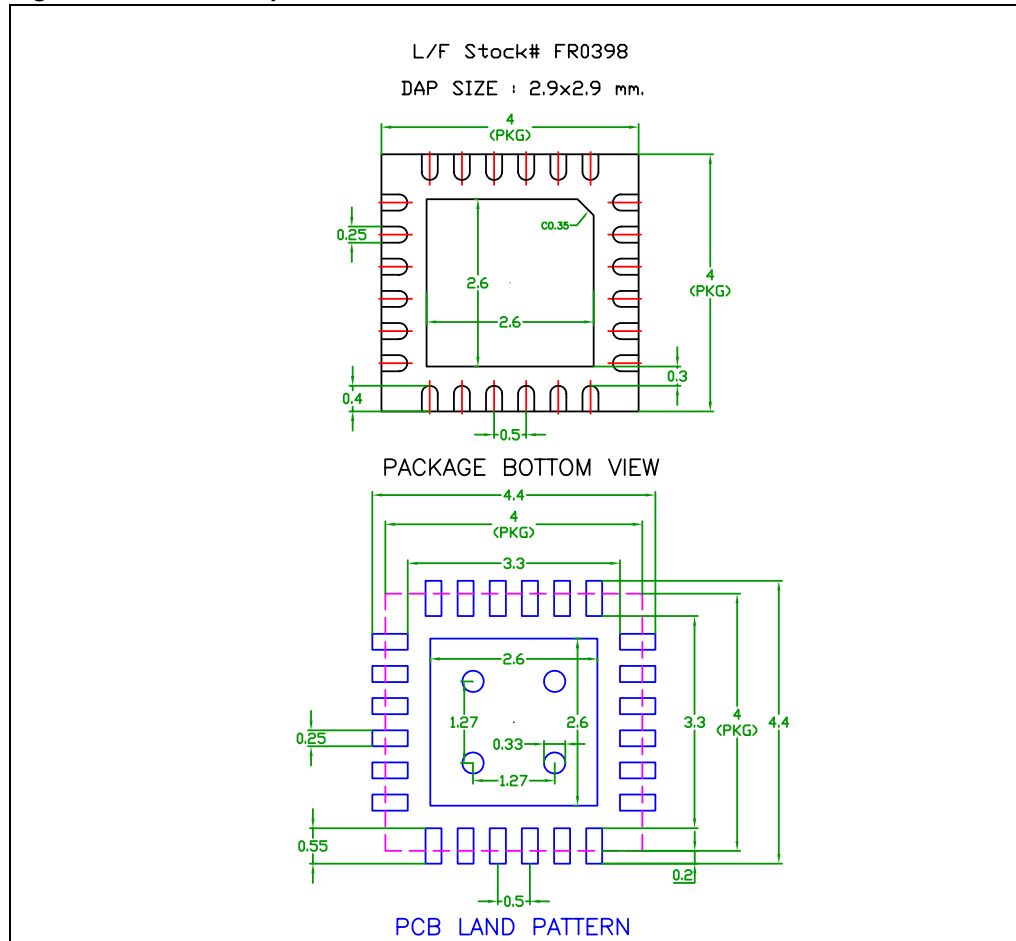 L/F Stock# FR0398
DAP SIZE : 2.9x2.9 mm.
4
(PKG)
C0.35
0.25
2.6
2.6
4
(PKG)
0.3
0.4
0.5
PACKAGE BOTTOM VIEW
4.4
4
(PKG)
3.3
2.6
1.27
2.6
3.3
4
(PKG)
4.4
0.25
0.33
1.27
0.55
0.2
0.5
PCB LAND PATTERN